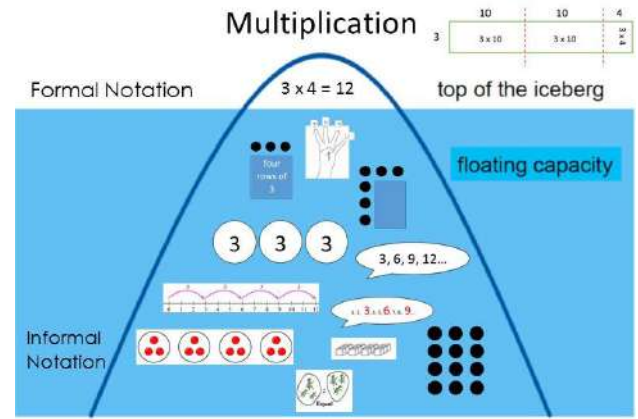 Multiplication
10 10 4
3
3 x 10 3 x 10 3 x 4
Formal Notation
3 x 4 = 12
top of the iceberg
four
rows of
3
floating capacity
3 3 3
3, 6, 9, 12...
3 6 9
Informal
Notation